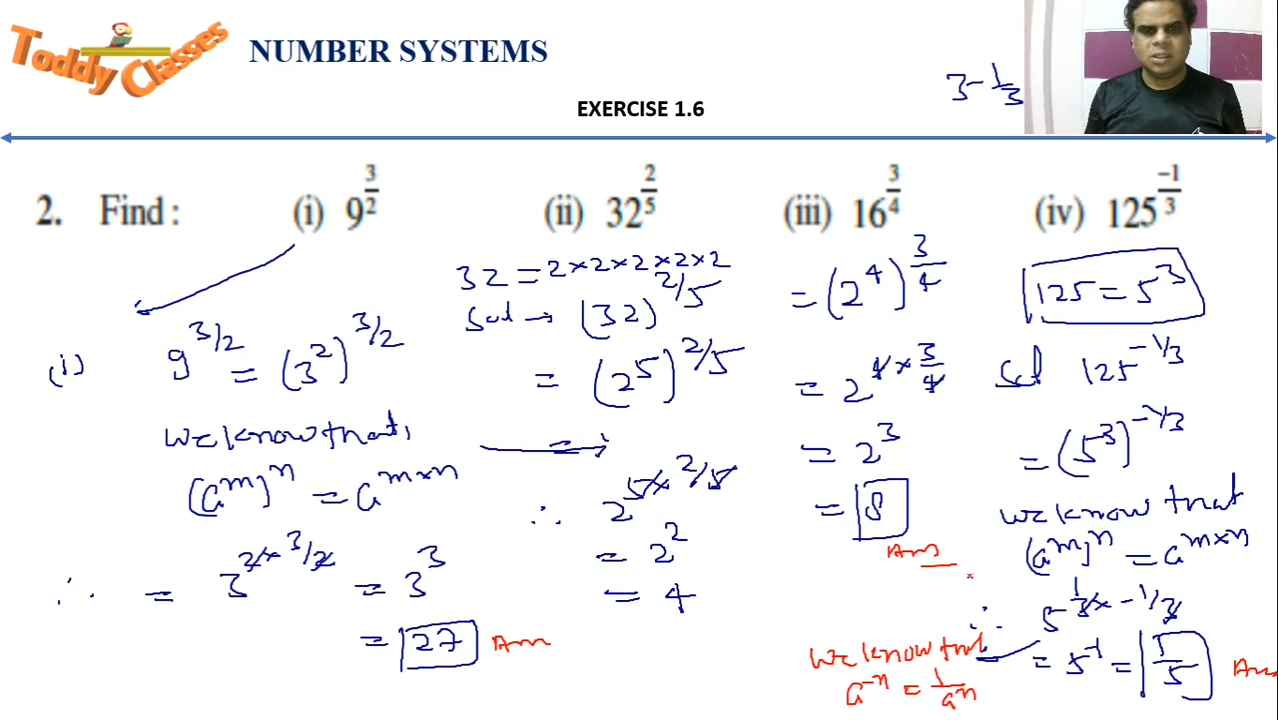 Toddy Classes
NUMBER SYSTEMS
3 - 1/3
EXERCISE 1.6
2. Find : (i) 9^(3/2) (ii) 32^(2/5) (iii) 16^(3/4) (iv) 125^(-1/3)
(i) 9^(3/2) = (3^2)^(3/2)
we know that,
(a^m)^n = a^(m×n)
∴ = 3^(2×3/2) = 3^3
= 27 Ans
32 = 2×2×2×2×2
Sol → (32)^(2/5)
= (2^5)^(2/5)
∴ 2^(5×2/5)
= 2^2
= 4
= (2^4)^(3/4)
= 2^(4×3/4)
= 2^3
= 8
Ans
125 = 5^3
Sol 125^(-1/3)
= (5^3)^(-1/3)
we know that
(a^m)^n = a^(m×n)
∴ 5^(3×-1/3)
= 5^-1 = 1/5 Ans
we know that
a^-n = 1/a^n